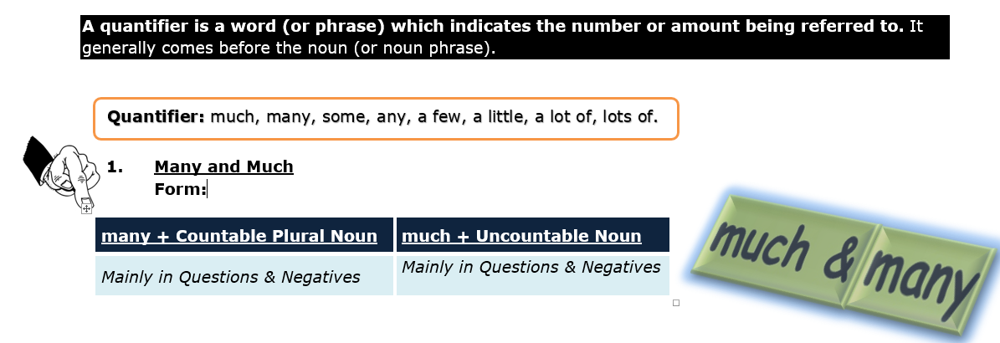 A quantifier is a word (or phrase) which indicates the number or amount being referred to. It
generally comes before the noun (or noun phrase).
Quantifier: much, many, some, any, a few, a little, a lot of, lots of.
1. Many and Much
Form:
many + Countable Plural Noun
much + Uncountable Noun
Mainly in Questions & Negatives
Mainly in Questions & Negatives
much & many